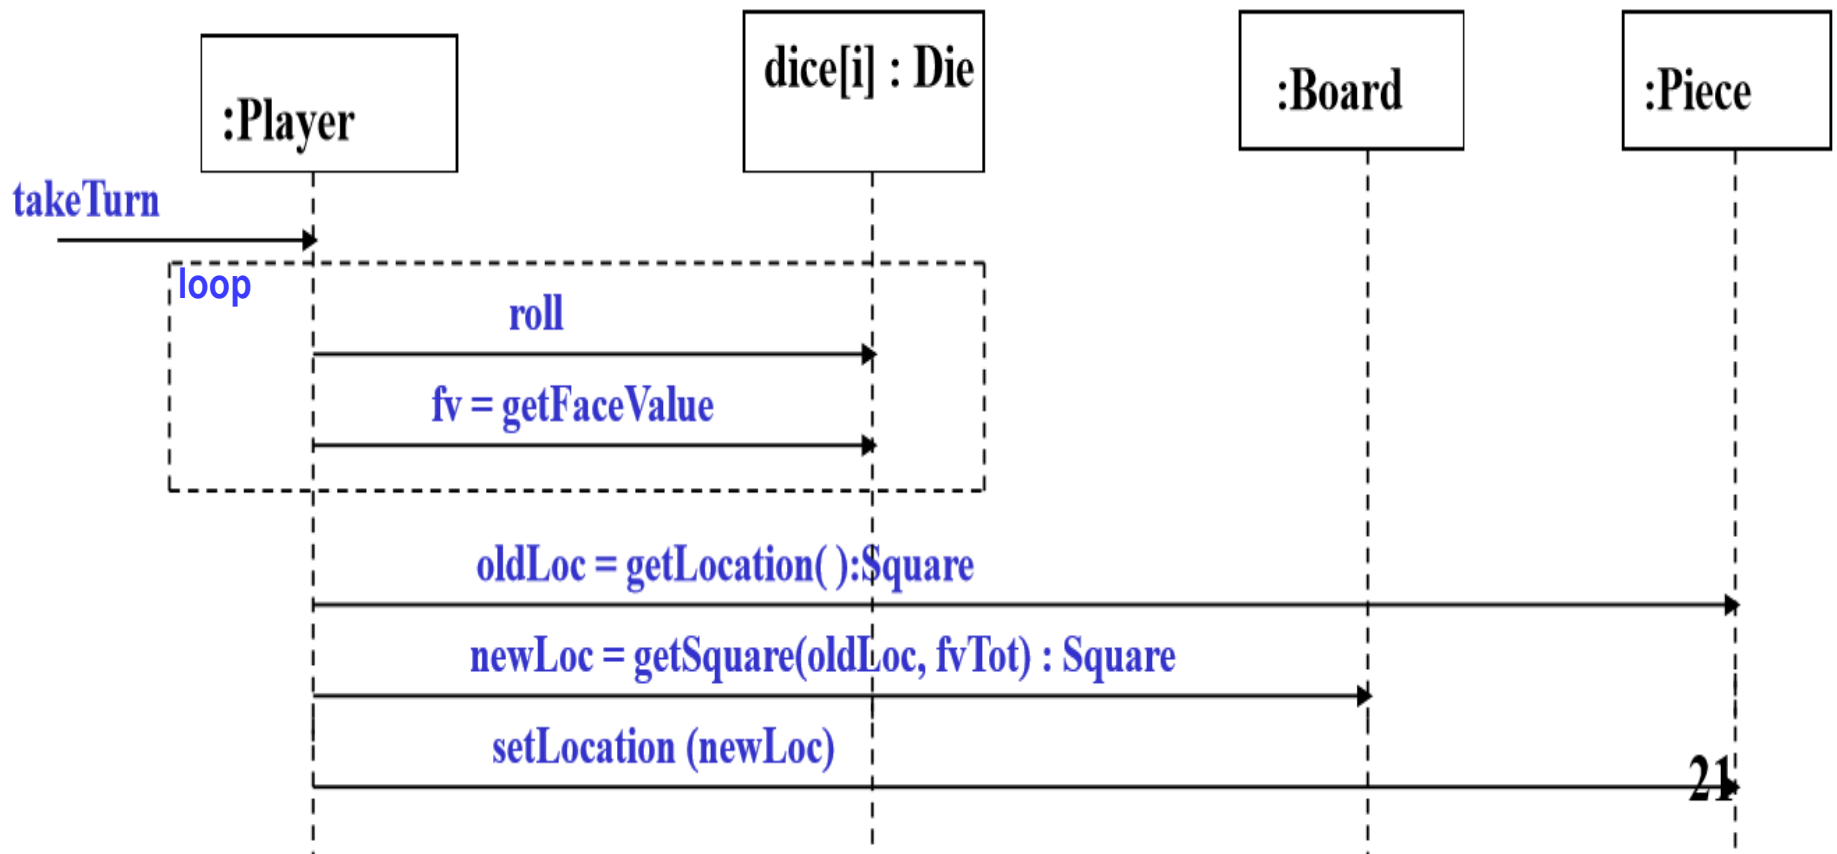 :Player
dice[i] : Die
:Board
:Piece
takeTurn
loop
roll
fv = getFaceValue
oldLoc = getLocation( ):Square
newLoc = getSquare(oldLoc, fvTot) : Square
setLocation (newLoc)
21